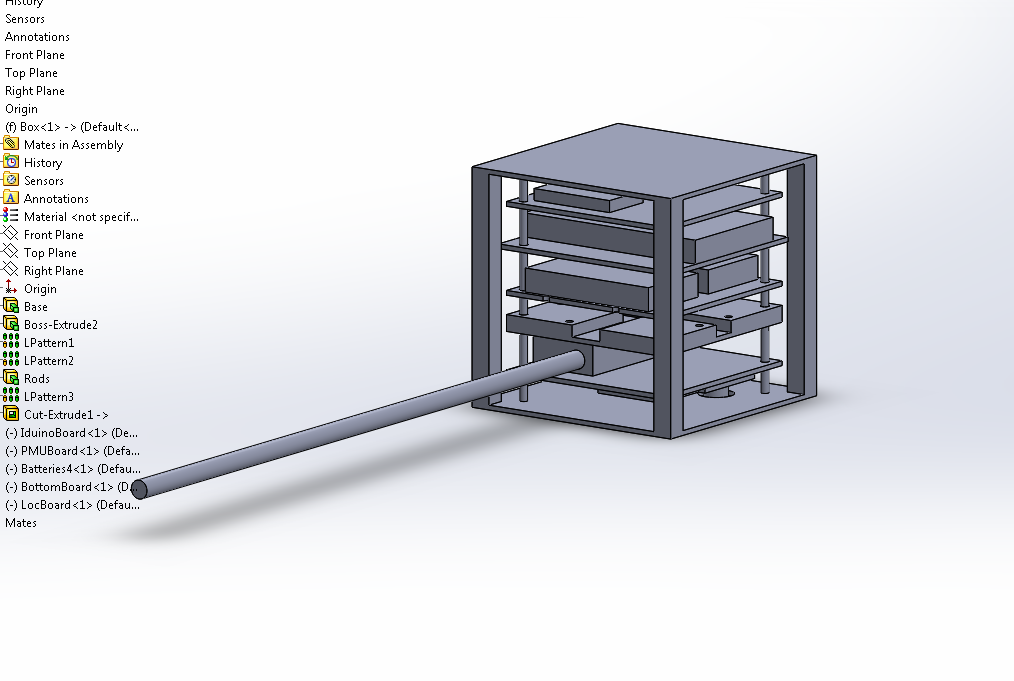 History
Sensors
Annotations
Front Plane
Top Plane
Right Plane
Origin
(f) Box<1> -> (Default<...
Mates in Assembly
History
Sensors
A Annotations
Material <not specif...
Front Plane
Top Plane
Right Plane
Origin
Base
Boss-Extrude2
LPattern1
LPattern2
Rods
LPattern3
Cut-Extrude1 ->
(-) IduinoBoard<1> (De...
(-) PMUBoard<1> (Defa...
(-) Batteries4<1> (Defau...
(-) BottomBoard<1> (D...
(-) LocBoard<1> (Defau...
Mates